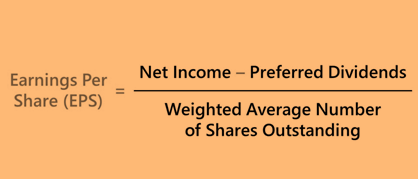 Earnings Per
Share (EPS)
=
Net Income – Preferred Dividends
Weighted Average Number
of Shares Outstanding